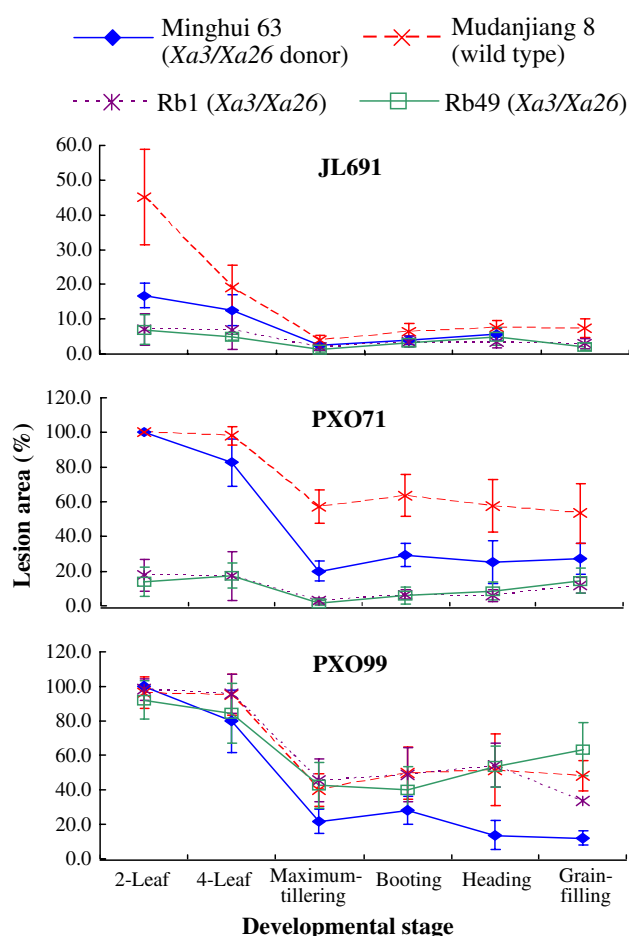 Minghui 63
(Xa3/Xa26 donor)
Mudanjiang 8
(wild type)
Rb1 (Xa3/Xa26)
Rb49 (Xa3/Xa26)
JL691
60.0
50.0
40.0
30.0
20.0
10.0
0.0
PXO71
120.0
100.0
80.0
60.0
40.0
20.0
0.0
Lesion area (%)
PXO99
120.0
100.0
80.0
60.0
40.0
20.0
0.0
2-Leaf
4-Leaf
Maximum-
tillering
Booting
Heading
Grain-
filling
Developmental stage